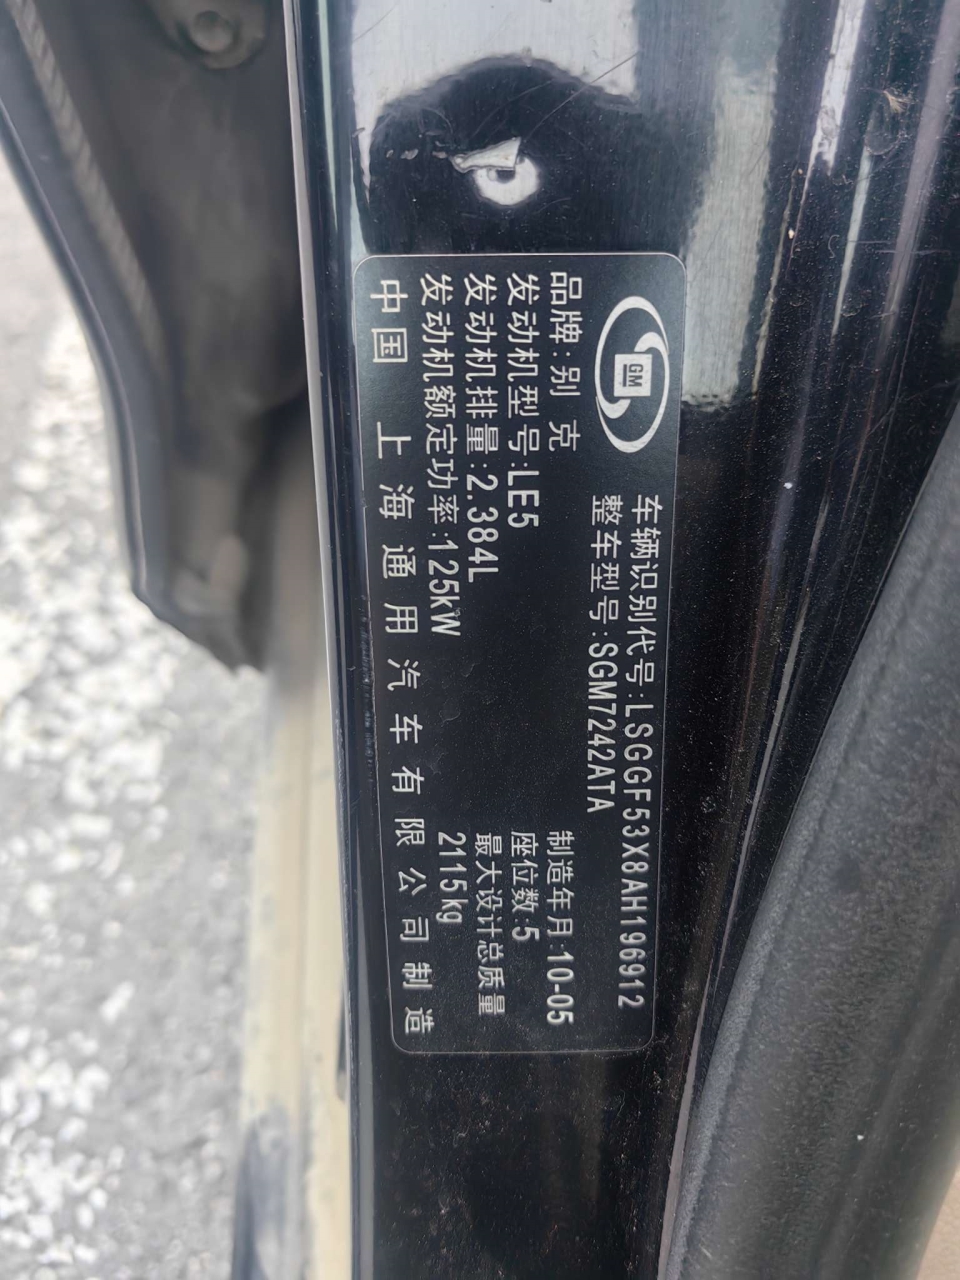 GM
车辆识别代号:LSGGF53X8AH196912
整车型号:SGM7242ATA
品牌:别 克
发动机型号:LE5
发动机排量:2.384L
发动机额定功率:125kW
制造年月:10-05
座位数:5
最大设计总质量
2115kg
中国 上海通用汽车有限公司制造